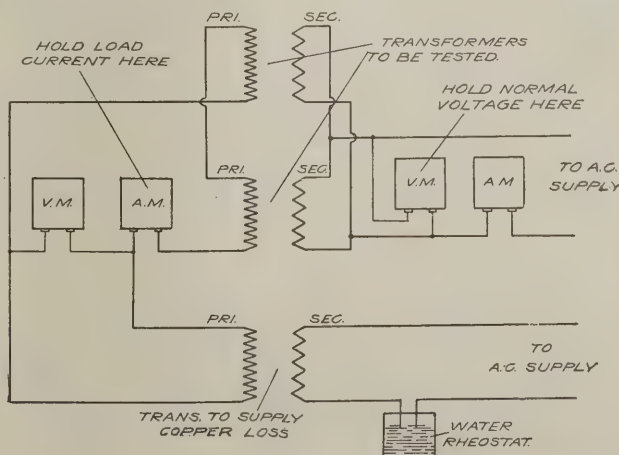 PRI.
SEC.
HOLD LOAD
CURRENT HERE
TRANSFORMERS
TO BE TESTED.
HOLD NORMAL
VOLTAGE HERE
PRI.
SEC.
V.M.
A.M.
V.M.
A.M
TO A.C.
SUPPLY
PRI.
SEC.
TO
A.C. SUPPLY
TRANS. TO SUPPLY
COPPER LOSS
WATER
RHEOSTAT.